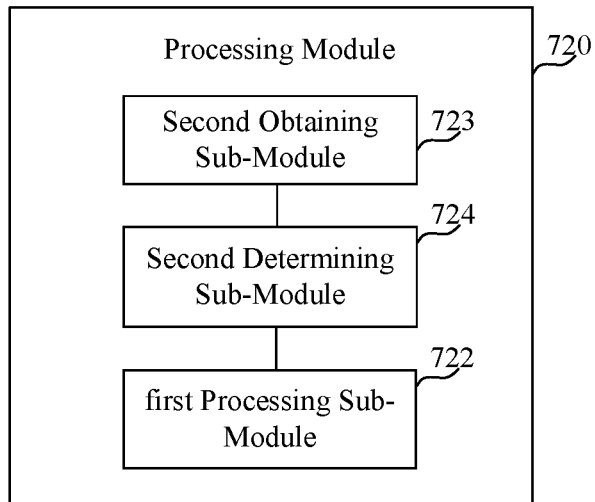 Processing Module
720
Second Obtaining
Sub-Module
723
Second Determining
Sub-Module
724
first Processing Sub-
Module
722